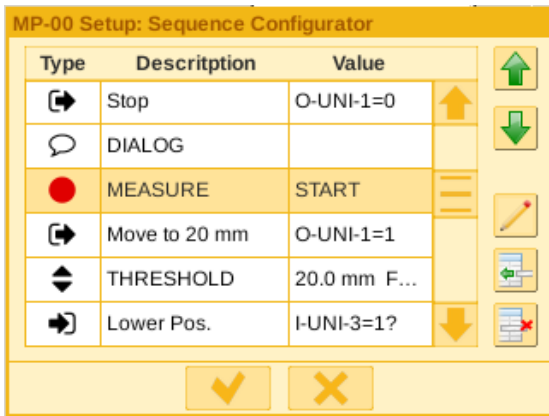 MP-00 Setup: Sequence Configurator
Type Descritption Value
Stop O-UNI-1=0
DIALOG
MEASURE START
Move to 20 mm O-UNI-1=1
THRESHOLD 20.0 mm F...
Lower Pos. I-UNI-3=1?